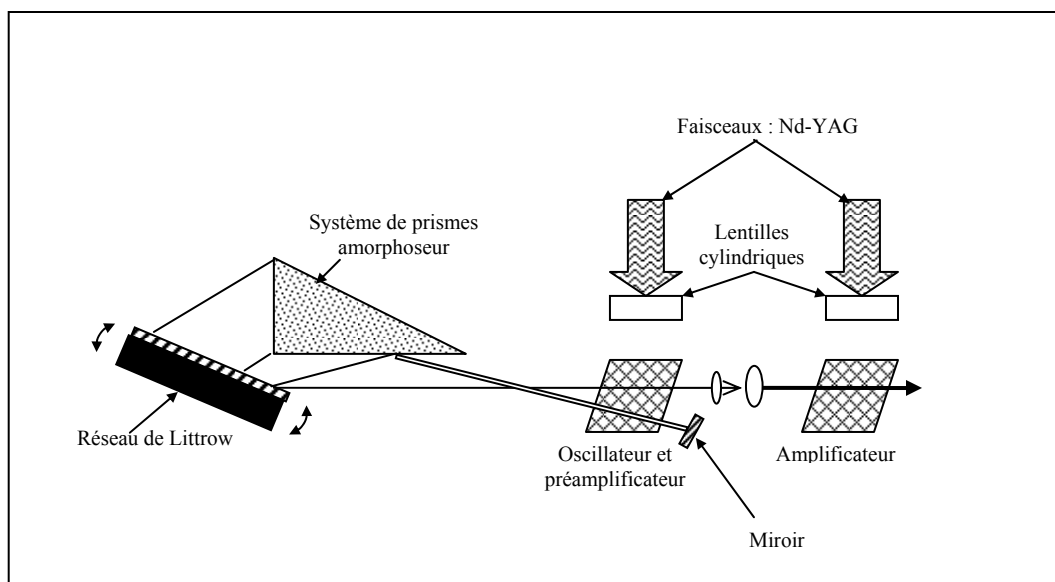 Faisceaux : Nd-YAG
Système de prismes
amorphoseur
Lentilles
cylindriques
Réseau de Littrow
Oscillateur et
préamplificateur
Amplificateur
Miroir